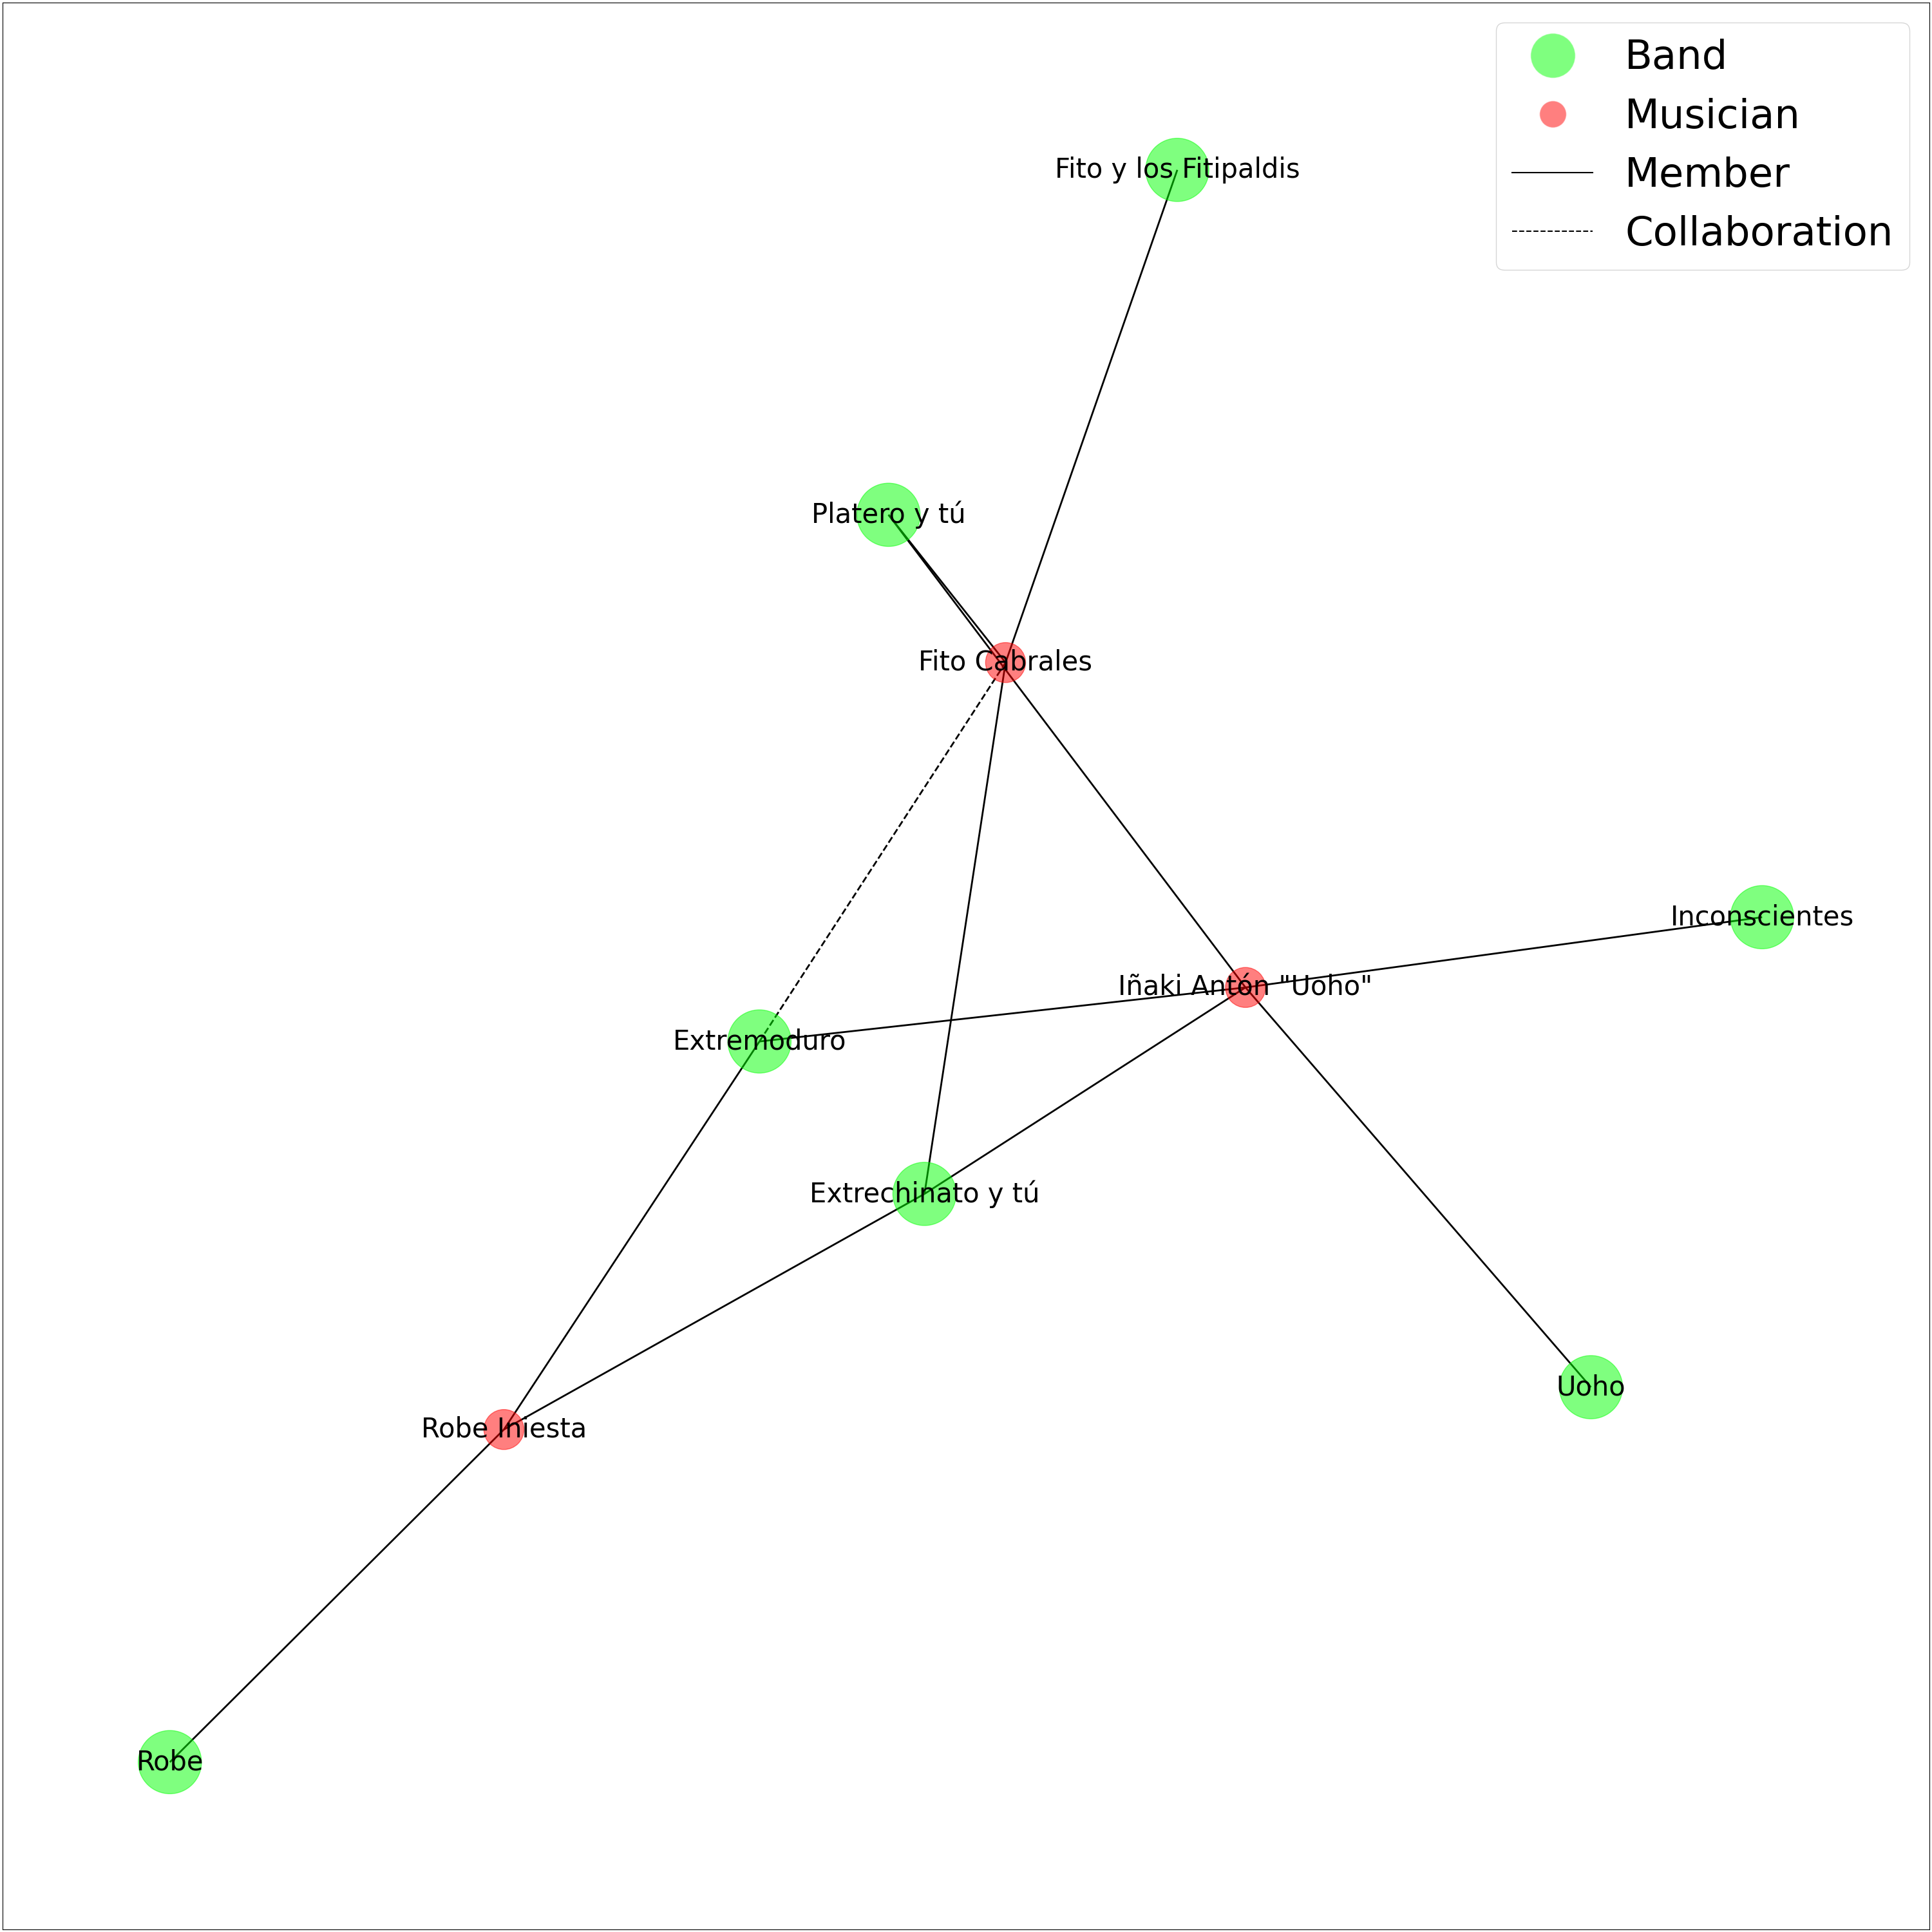 Band
Musician
Member
Collaboration
Fito y los Fitipaldis
Platero y tú
Fito Cabrales
Inconscientes
Iñaki Antón "Uoho"
Extremoduro
Extrechinato y tú
Uoho
Robe Iniesta
Robe